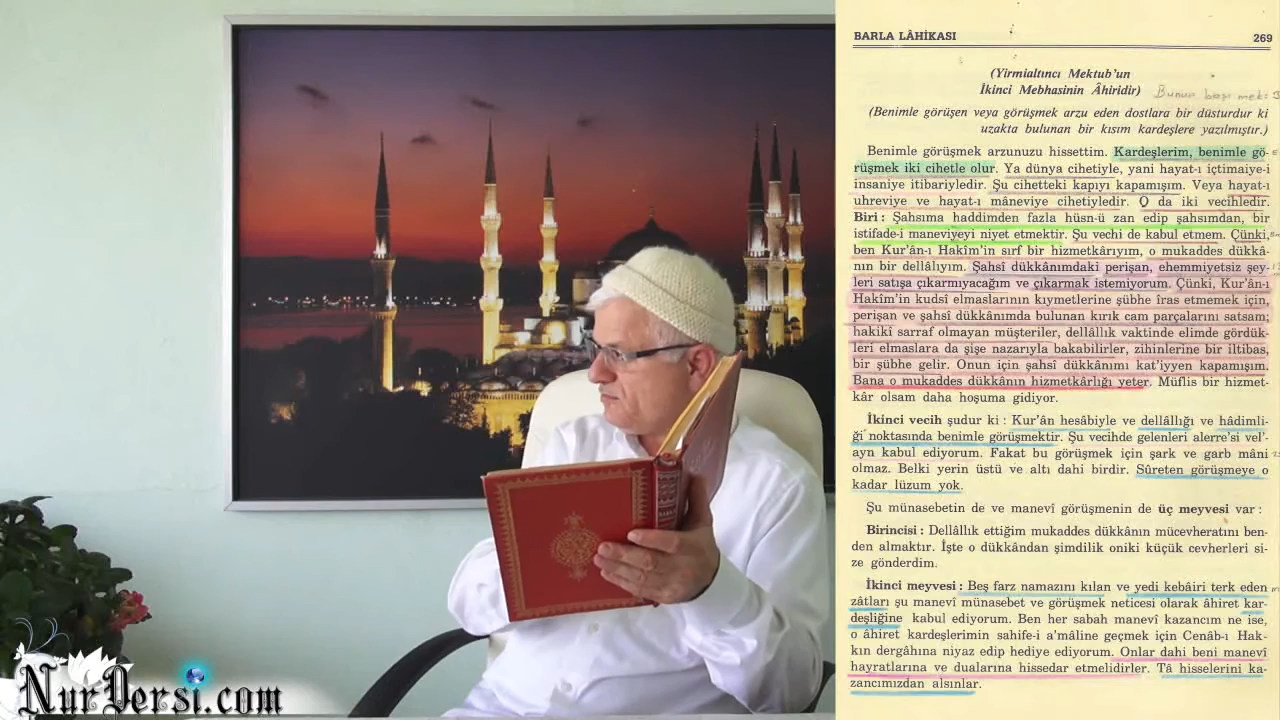 BARLA LÂHİKASI 269
(Yirmialtıncı Mektub'un
İkinci Mebhasinin Âhiridir)
(Benimle görüşen veya görüşmek arzu eden dostlara bir düsturdur ki
uzakta bulunan bir kısım kardeşlere yazılmıştır.)
Benimle görüşmek arzunuzu hissettim. Kardeşlerim, benimle gö-
rüşmek iki cihetle olur. Ya dünya cihetiyle, yani hayat-ı içtimaiye-i
insaniye itibariyledir. Şu cihetteki kapıyı kapamışım. Veya hayat-ı
uhreviye ve hayat-ı mâneviye cihetiyledir. O da iki vecihledir.
Biri : Şahsıma haddimden fazla hüsn-ü zan edip şahsımdan, bir
istifade-i maneviyeyi niyet etmektir. Şu vechi de kabul etmem. Çünki,
ben Kur'ân-ı Hakîm'in sırf bir hizmetkârıyım, o mukaddes dükkâ-
nın bir dellâlıyım. Şahsî dükkânımdaki perişan, ehemmiyetsiz şey-
leri satışa çıkarmıyacağım ve çıkarmak istemiyorum. Çünki, Kur'ân-ı
Hakîm'in kudsî elmaslarının kıymetlerine şübhe îras etmemek için,
perişan ve şahsî dükkânımda bulunan kırık cam parçalarını satsam;
hakikî sarraf olmayan müşteriler, dellâllık vaktinde elimde gördük-
leri elmaslara da şişe nazarıyla bakabilirler, zihinlerine bir iltibas,
bir şübhe gelir. Onun için şahsî dükkânımı kat'iyyen kapamışım.
Bana o mukaddes dükkânın hizmetkârlığı yeter. Müflis bir hizmet-
kâr olsam daha hoşuma gidiyor.
İkinci vecih şudur ki : Kur'ân hesâbiyle ve dellâllığı ve hâdimli-
ği noktasında benimle görüşmektir. Şu vecihde gelenleri alerre'si vel'-
ayn kabul ediyorum. Fakat bu görüşmek için şark ve garb mâni
olmaz. Belki yerin üstü ve altı dahi birdir. Sûreten görüşmeye o
kadar lüzum yok.
Şu münasebetin de ve manevî görüşmenin de üç meyvesi var :
Birincisi : Dellâllık ettiğim mukaddes dükkânın mücevheratını ben-
den almaktır. İşte o dükkândan şimdilik oniki küçük cevherleri si-
ze gönderdim.
İkinci meyvesi : Beş farz namazını kılan ve yedi kebâiri terk eden
zâtları şu manevî münasebet ve görüşmek neticesi olarak âhiret kar-
deşliğine kabul ediyorum. Ben her sabah manevî kazancım ne ise,
o âhiret kardeşlerimin sahife-i a'mâline geçmek için Cenâb-ı Hak-
kın dergâhına niyaz edip hediye ediyorum. Onlar dahi beni manevî
hayratlarına ve dualarına hissedar etmelidirler. Tâ hisselerini ka-
zancımızdan alsınlar.
NurDersi.com